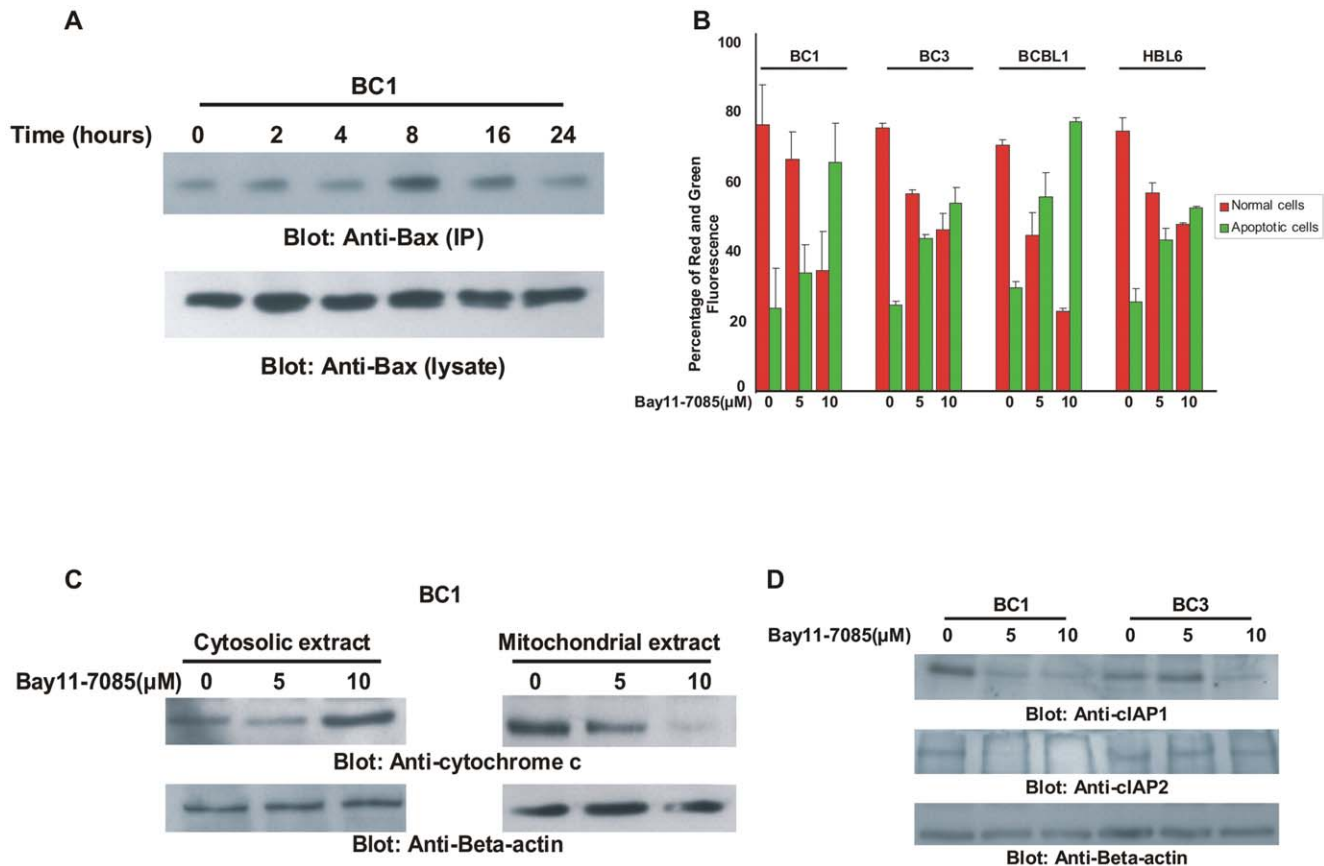 A
BC1
Time (hours) 0 2 4 8 16 24
Blot: Anti-Bax (IP)
Blot: Anti-Bax (lysate)
B
100
80
60
40
20
0
Percentage of Red and Green
Fluorescence
BC1 BC3 BCBL1 HBL6
Normal cells
Apoptotic cells
Bay11-7085(µM) 0 5 10 0 5 10 0 5 10 0 5 10
C
BC1
Cytosolic extract Mitochondrial extract
Bay11-7085(µM) 0 5 10 0 5 10
Blot: Anti-cytochrome c
Blot: Anti-Beta-actin
D
BC1 BC3
Bay11-7085(µM) 0 5 10 0 5 10
Blot: Anti-cIAP1
Blot: Anti-cIAP2
Blot: Anti-Beta-actin